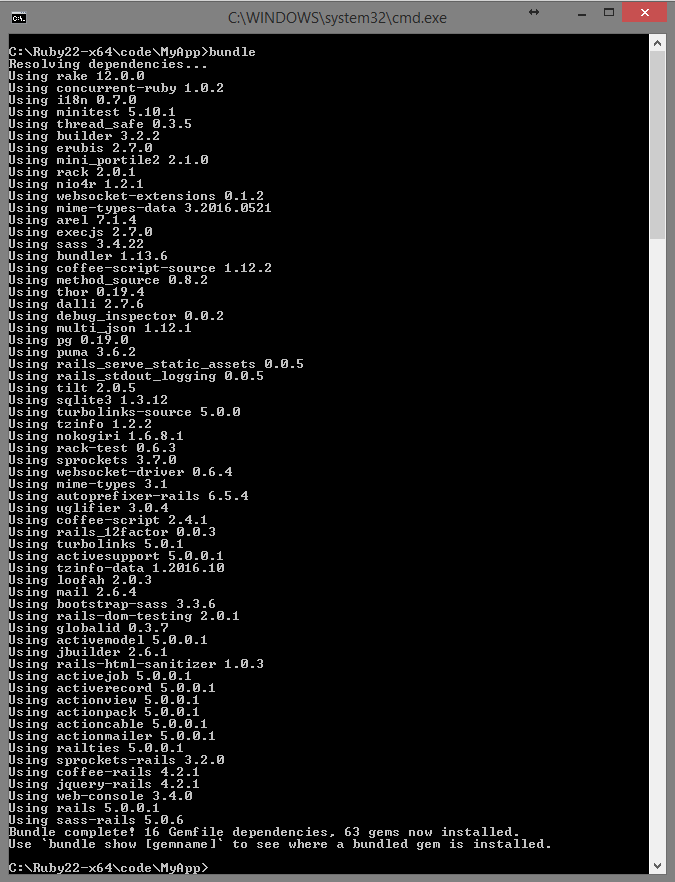 C:\WINDOWS\system32\cmd.exe
C:\Ruby22-x64\code\MyApp>bundle
Resolving dependencies...
Using rake 12.0.0
Using concurrent-ruby 1.0.2
Using i18n 0.7.0
Using minitest 5.10.1
Using thread_safe 0.3.5
Using builder 3.2.2
Using erubis 2.7.0
Using mini_portile2 2.1.0
Using rack 2.0.1
Using nio4r 1.2.1
Using websocket-extensions 0.1.2
Using mime-types-data 3.2016.0521
Using arel 7.1.4
Using execjs 2.7.0
Using sass 3.4.22
Using bundler 1.13.6
Using coffee-script-source 1.12.2
Using method_source 0.8.2
Using thor 0.19.4
Using dalli 2.7.6
Using debug_inspector 0.0.2
Using multi_json 1.12.1
Using pg 0.19.0
Using puma 3.6.2
Using rails_serve_static_assets 0.0.5
Using rails_stdout_logging 0.0.5
Using tilt 2.0.5
Using sqlite3 1.3.12
Using turbolinks-source 5.0.0
Using tzinfo 1.2.2
Using nokogiri 1.6.8.1
Using rack-test 0.6.3
Using sprockets 3.7.0
Using websocket-driver 0.6.4
Using mime-types 3.1
Using autoprefixer-rails 6.5.4
Using uglifier 3.0.4
Using coffee-script 2.4.1
Using rails_12factor 0.0.3
Using turbolinks 5.0.1
Using activesupport 5.0.0.1
Using tzinfo-data 1.2016.10
Using loofah 2.0.3
Using mail 2.6.4
Using bootstrap-sass 3.3.6
Using rails-dom-testing 2.0.1
Using globalid 0.3.7
Using activemodel 5.0.0.1
Using jbuilder 2.6.1
Using rails-html-sanitizer 1.0.3
Using activejob 5.0.0.1
Using activerecord 5.0.0.1
Using actionview 5.0.0.1
Using actionpack 5.0.0.1
Using actioncable 5.0.0.1
Using actionmailer 5.0.0.1
Using railties 5.0.0.1
Using sprockets-rails 3.2.0
Using coffee-rails 4.2.1
Using jquery-rails 4.2.1
Using web-console 3.4.0
Using rails 5.0.0.1
Using sass-rails 5.0.6
Bundle complete! 16 Gemfile dependencies, 63 gems now installed.
Use `bundle show [gemname]` to see where a bundled gem is installed.
C:\Ruby22-x64\code\MyApp>